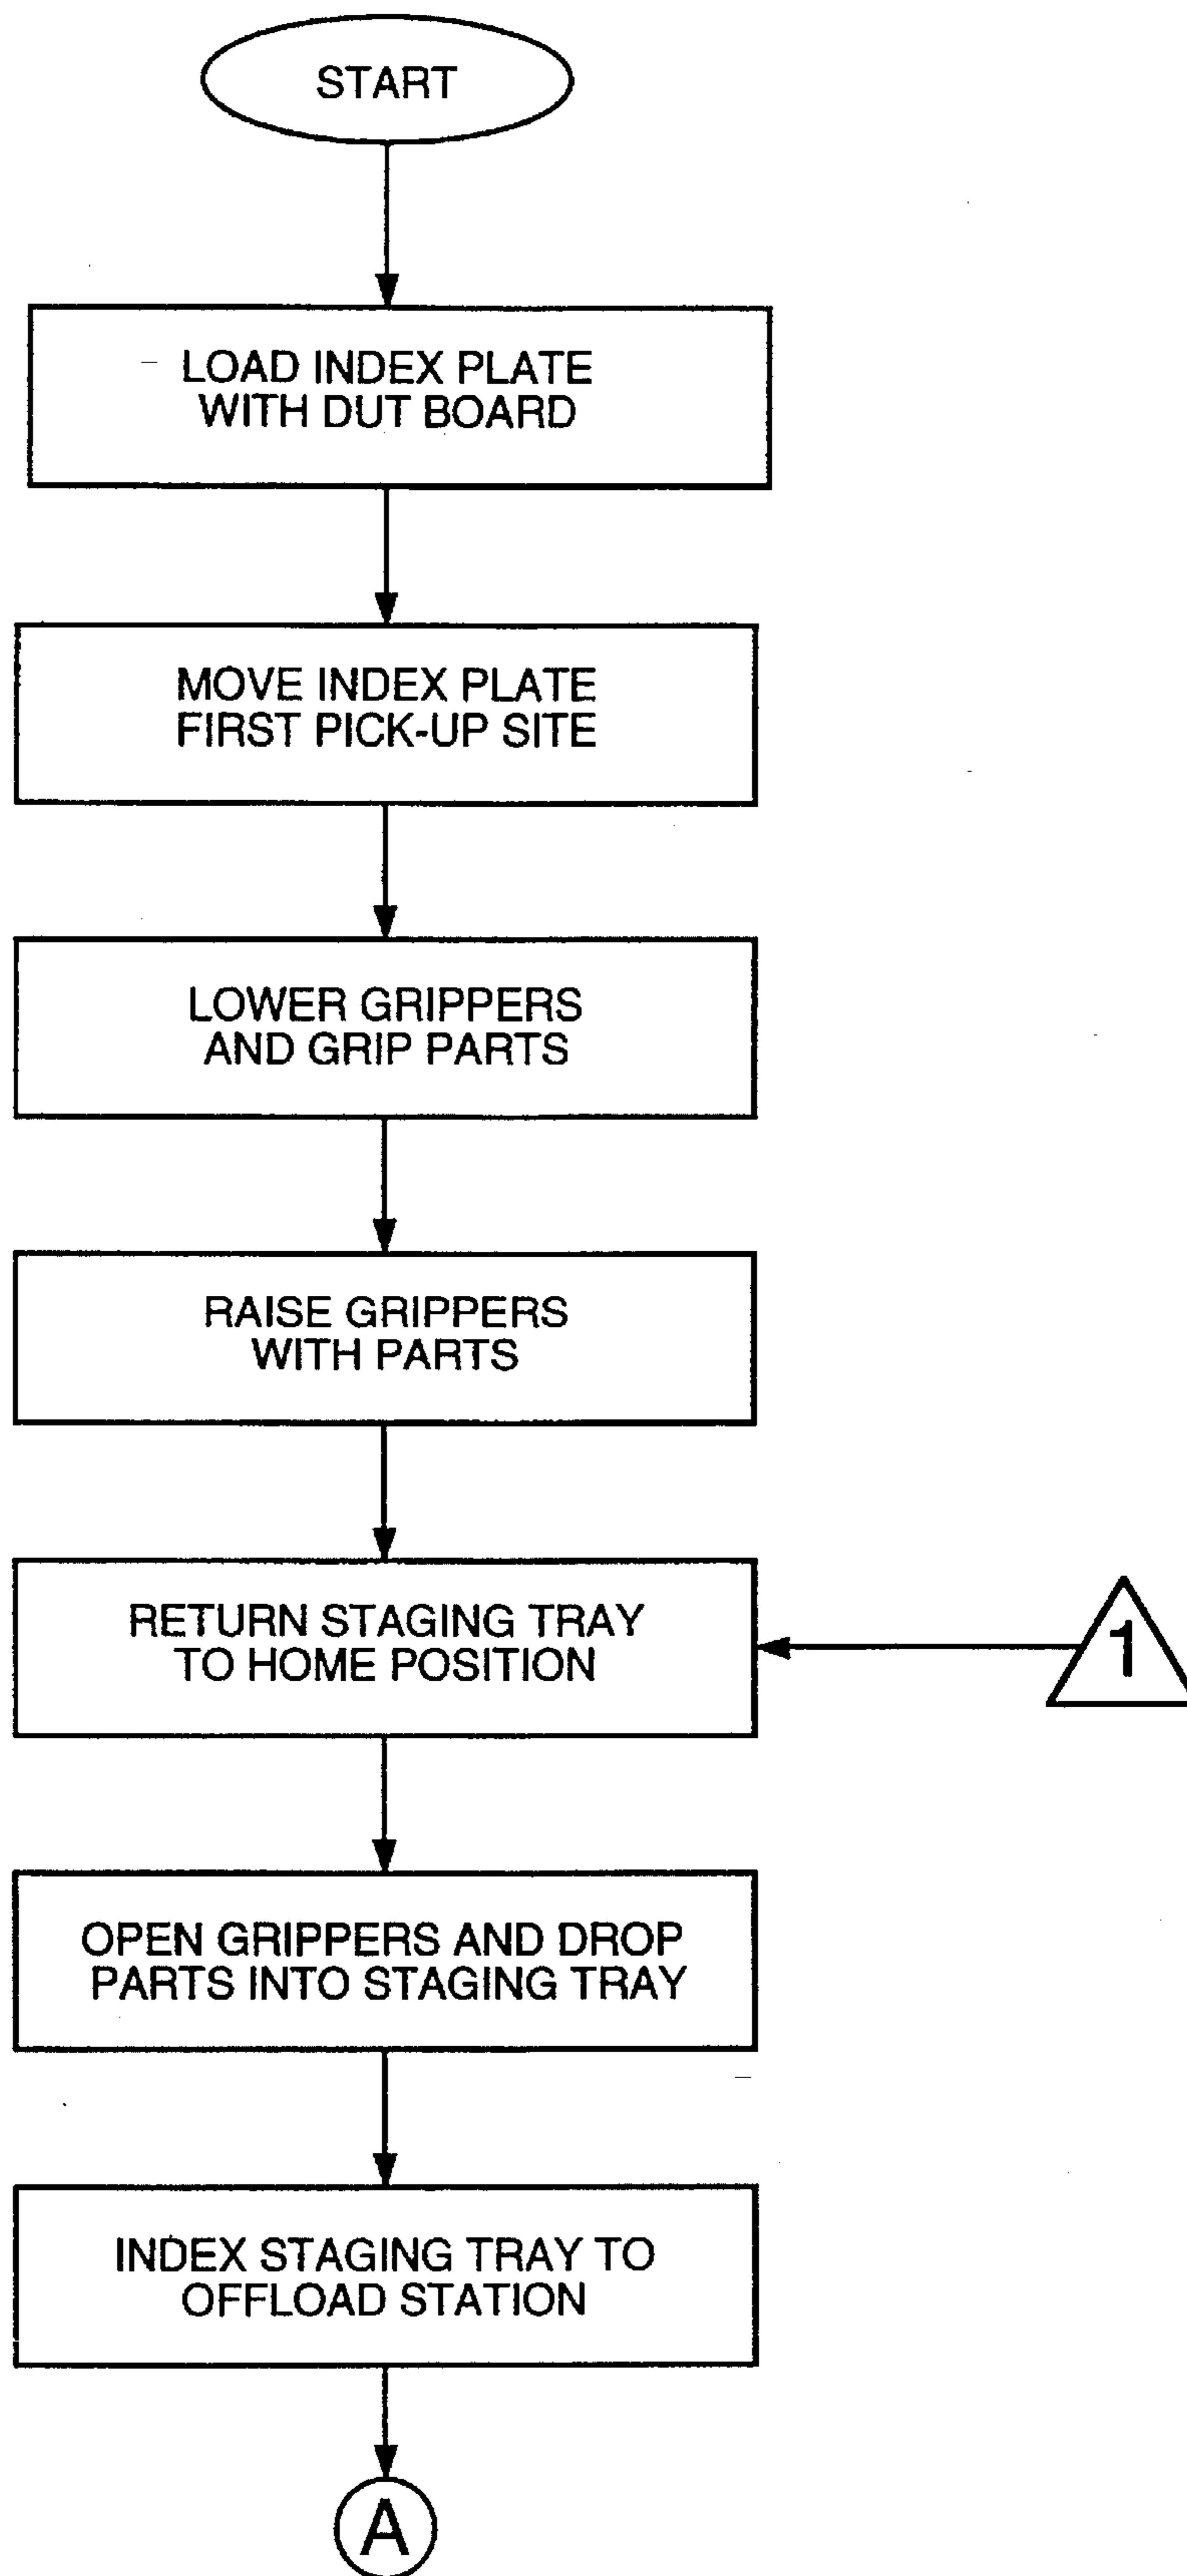 START
LOAD INDEX PLATE
WITH DUT BOARD
MOVE INDEX PLATE
FIRST PICK-UP SITE
LOWER GRIPPERS
AND GRIP PARTS
RAISE GRIPPERS
WITH PARTS
RETURN STAGING TRAY
TO HOME POSITION
1
OPEN GRIPPERS AND DROP
PARTS INTO STAGING TRAY
INDEX STAGING TRAY TO
OFFLOAD STATION
A